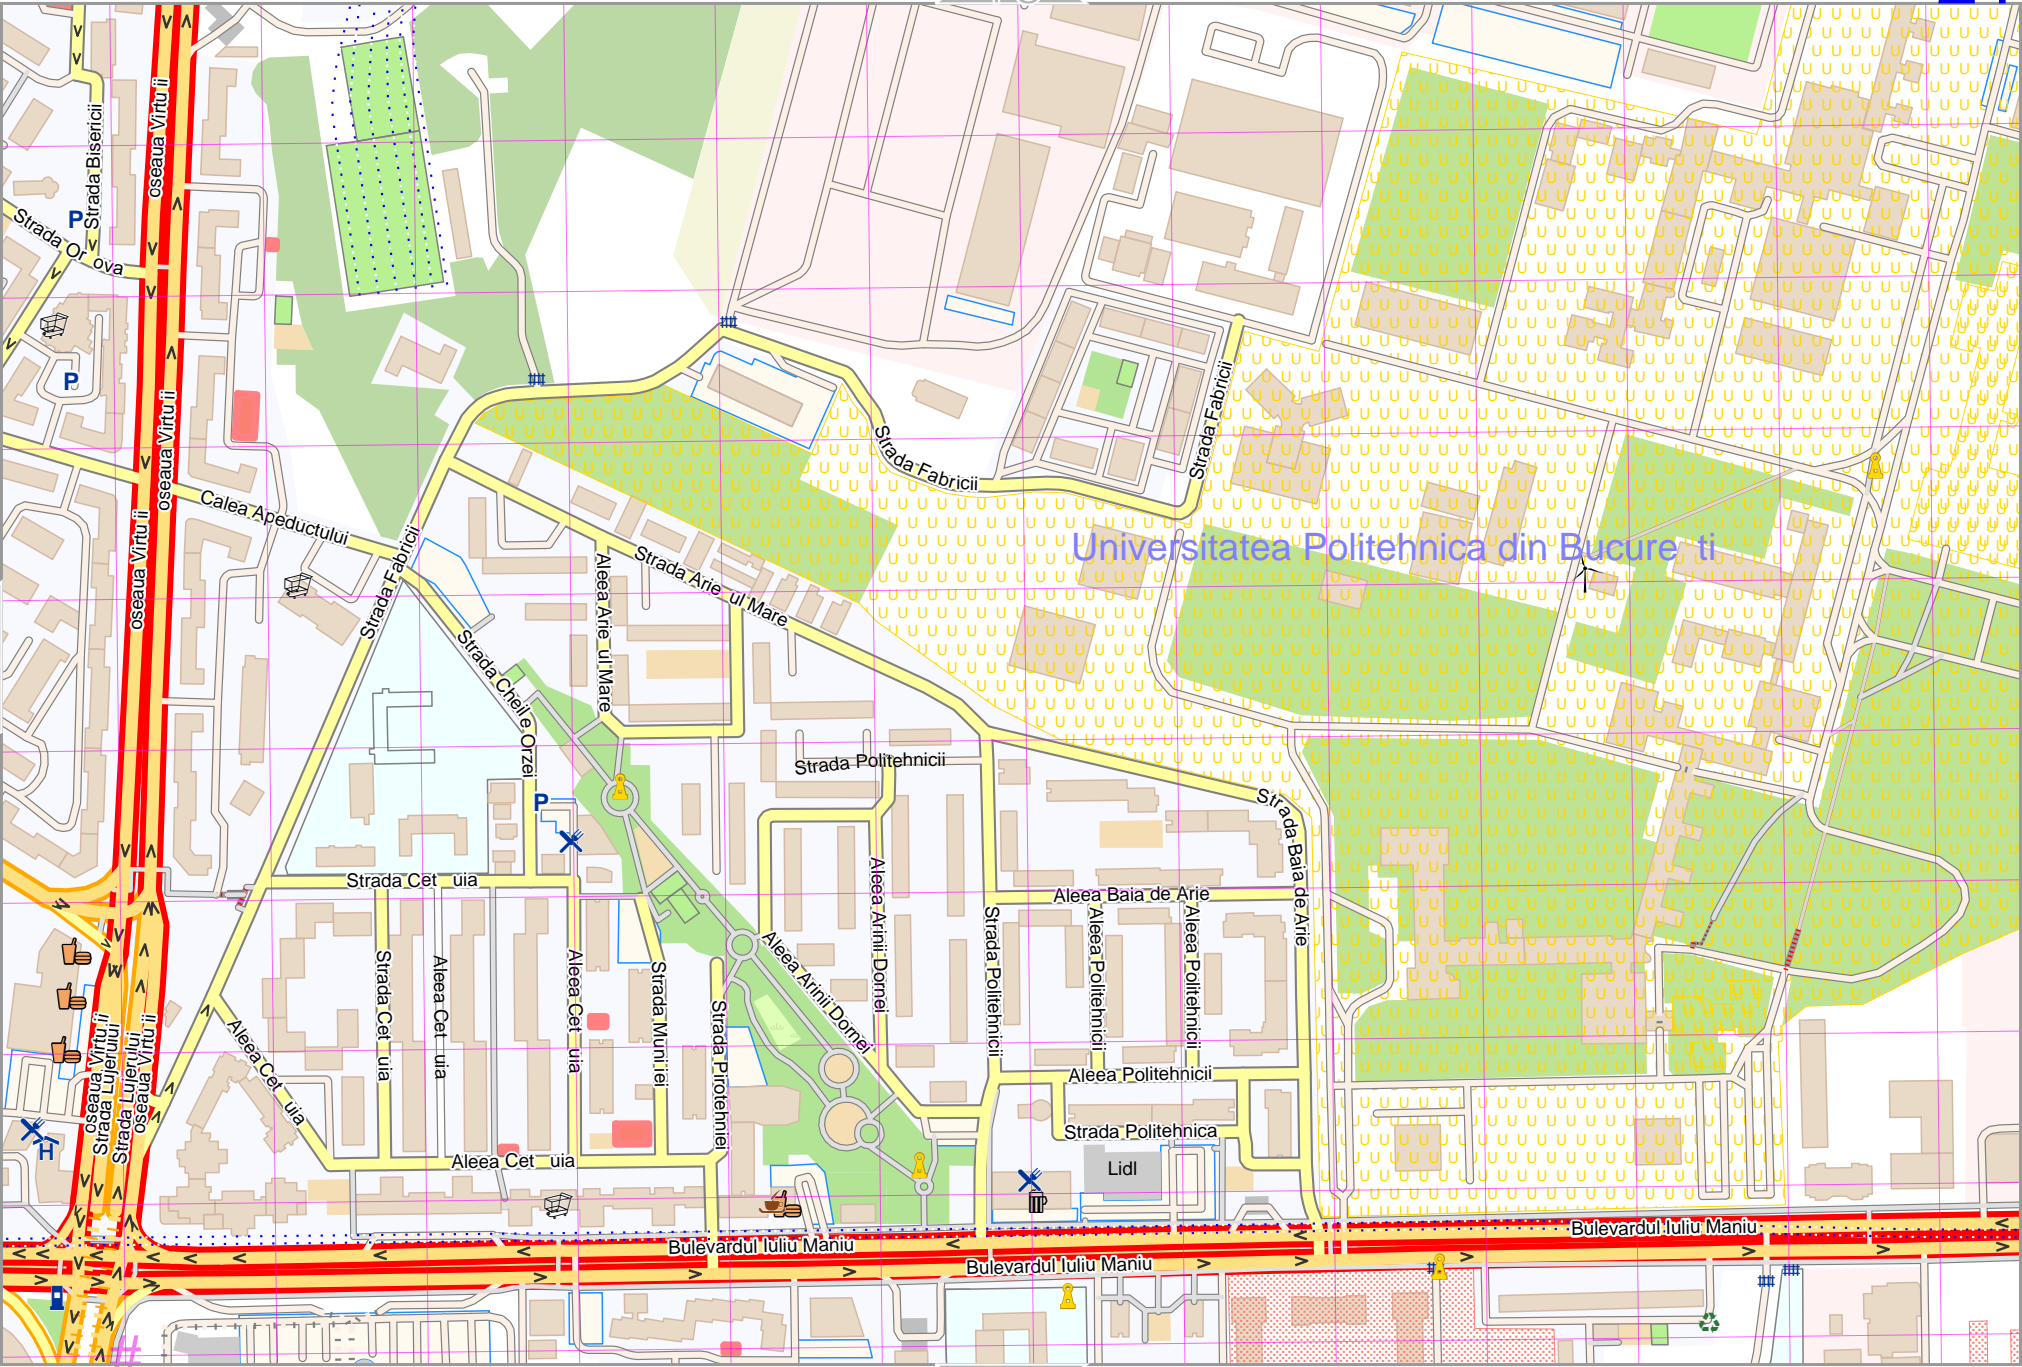 oseaua Virtu ii
Strada Bisericii
P
Strada Or ova
P
oseaua Virtu ii
oseaua Virtu ii
Calea Apeductului
Strada Fabricii
Strada Fabricii
Strada Fabricii
Universitatea Politehnica din Bucure ti
Strada Arie ul Mare
Aleea Arie ul Mare
Strada Cheile Orzei
Strada Politehnicii
P
Strada Baia de Arie
Strada Cet uia
Aleea Baia de Arie
Aleea Arinii Dornei
Aleea Arinii Dornei
Strada Politehnicii
Aleea Politehnicii
Aleea Politehnicii
Strada Cet uia
Aleea Cet uia
Aleea Cet uia
Strada Muni iei
Strada Pirotehniei
Aleea Cet uia
oseaua Virtu ii
Strada Lujerului
Strada Lujerului
oseaua Virtu ii
Aleea Politehnicii
Strada Politehnica
H
Aleea Cet uia
Lidl
Bulevardul Iuliu Maniu
Bulevardul Iuliu Maniu
Bulevardul Iuliu Maniu